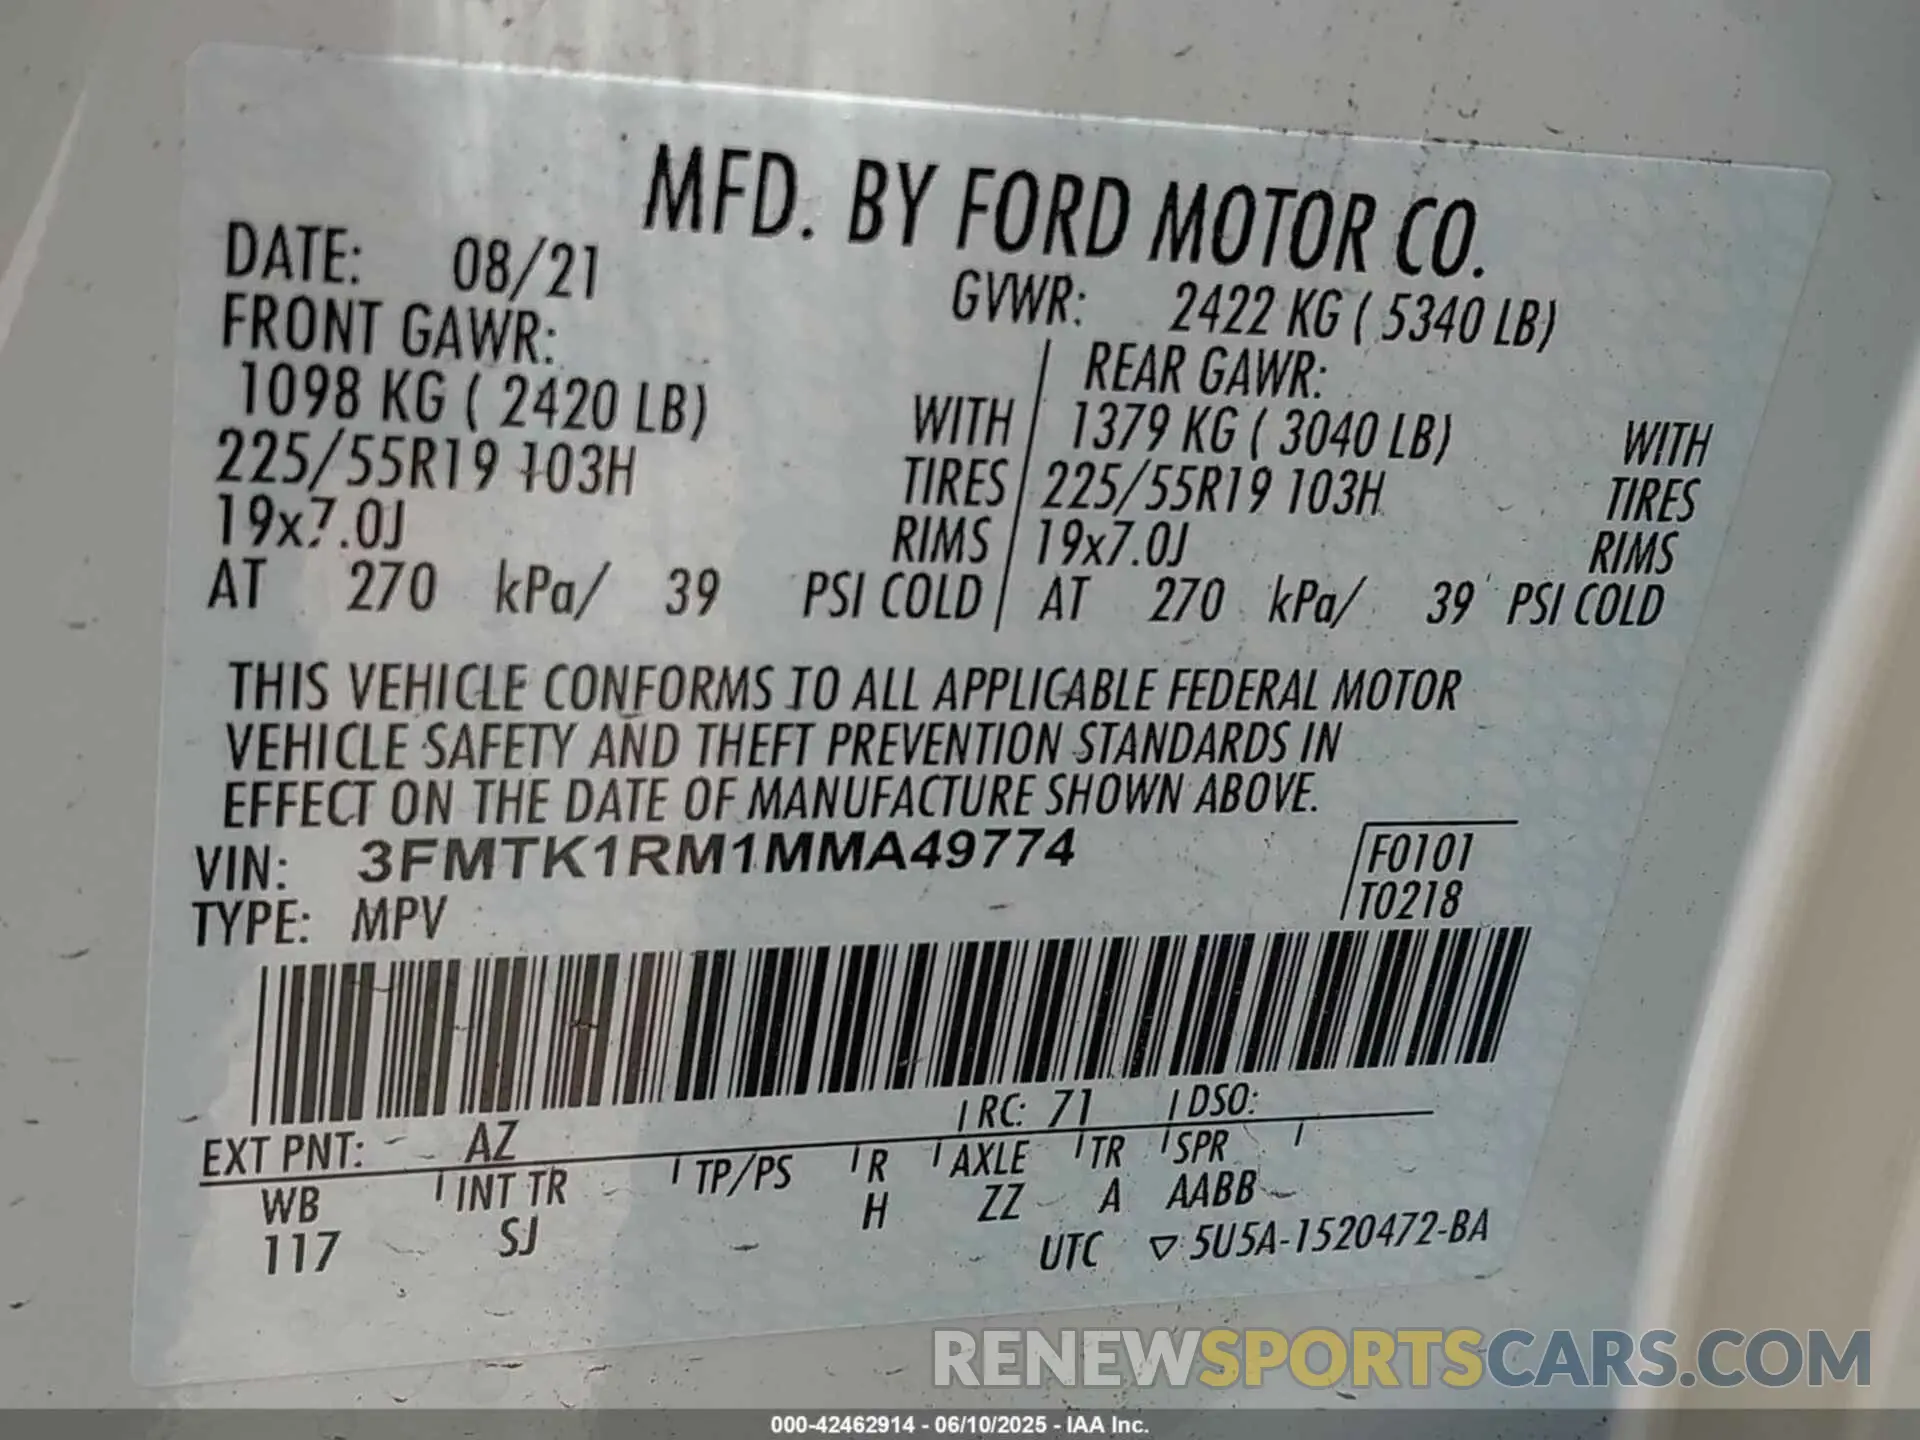 MFD. BY FORD MOTOR CO.
DATE: 08/21 GVWR: 2422 KG ( 5340 LB)
FRONT GAWR: REAR GAWR:
1098 KG ( 2420 LB) WITH 1379 KG ( 3040 LB) WITH
225/55R19 103H TIRES 225/55R19 103H TIRES
19x7.0J RIMS 19x7.0J RIMS
AT 270 kPa/ 39 PSI COLD AT 270 kPa/ 39 PSI COLD
THIS VEHICLE CONFORMS TO ALL APPLICABLE FEDERAL MOTOR
VEHICLE SAFETY AND THEFT PREVENTION STANDARDS IN
EFFECT ON THE DATE OF MANUFACTURE SHOWN ABOVE.
VIN: 3FMTK1RM1MMA49774 F0101
TYPE: MPV T0218
EXT PNT: AZ RC: 71 DSO:
WB INT TR TP/PS R AXLE TR SPR
117 SJ H ZZ A AABB
UTC ▽ 5U5A-1520472-BA
RENEWSPORTSCARS.COM
000-42462914 - 06/10/2025 - IAA Inc.